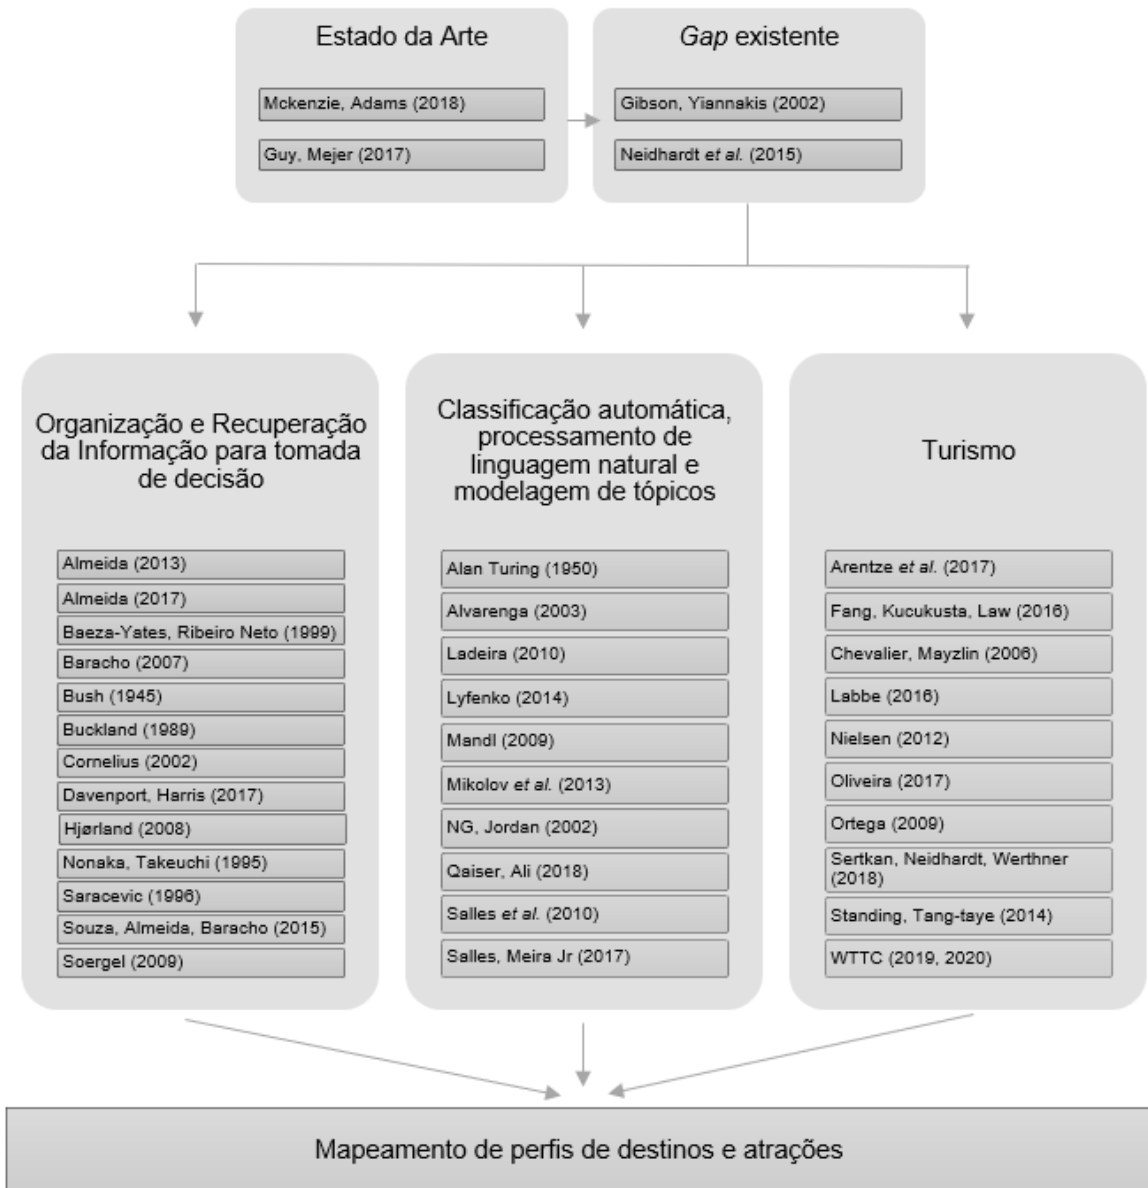 Estado da Arte
Mckenzie, Adams (2018)
Guy, Mejer (2017)
Gap existente
Gibson, Yiannakis (2002)
Neidhardt et al. (2015)
Organização e Recuperação
da Informação para tomada
de decisão
Almeida (2013)
Almeida (2017)
Baeza-Yates, Ribeiro Neto (1999)
Baracho (2007)
Bush (1945)
Buckland (1989)
Cornelius (2002)
Davenport, Harris (2017)
Hjørland (2008)
Nonaka, Takeuchi (1995)
Saracevic (1996)
Souza, Almeida, Baracho (2015)
Soergel (2009)
Classificação automática,
processamento de
linguagem natural e
modelagem de tópicos
Alan Turing (1950)
Alvarenga (2003)
Ladeira (2010)
Lyfenko (2014)
Mandl (2009)
Mikolov et al. (2013)
NG, Jordan (2002)
Qaiser, Ali (2018)
Salles et al. (2010)
Salles, Meira Jr (2017)
Turismo
Arentze et al. (2017)
Fang, Kucukusta, Law (2016)
Chevalier, Mayzlin (2006)
Labbe (2016)
Nielsen (2012)
Oliveira (2017)
Ortega (2009)
Sertkan, Neidhardt, Werthner
(2018)
Standing, Tang-taye (2014)
WTTC (2019, 2020)
Mapeamento de perfis de destinos e atrações